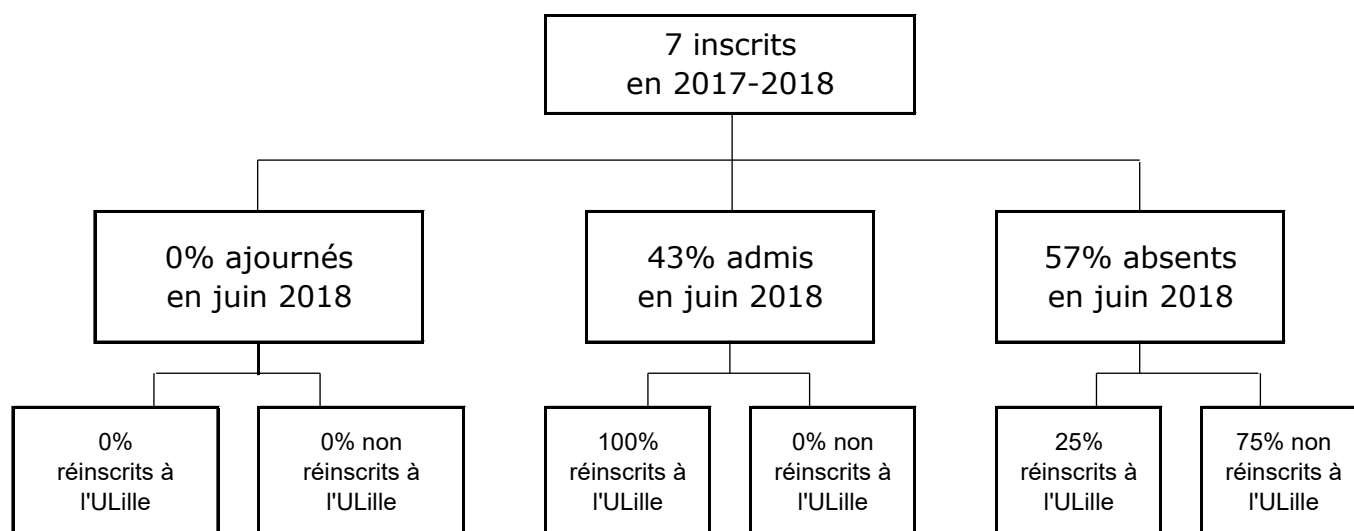 7 inscrits
en 2017-2018
0% ajournés
en juin 2018
43% admis
en juin 2018
57% absents
en juin 2018
0%
réinscrits à
l'ULille
0% non
réinscrits à
l'ULille
100%
réinscrits à
l'ULille
0% non
réinscrits à
l'ULille
25%
réinscrits à
l'ULille
75% non
réinscrits à
l'ULille